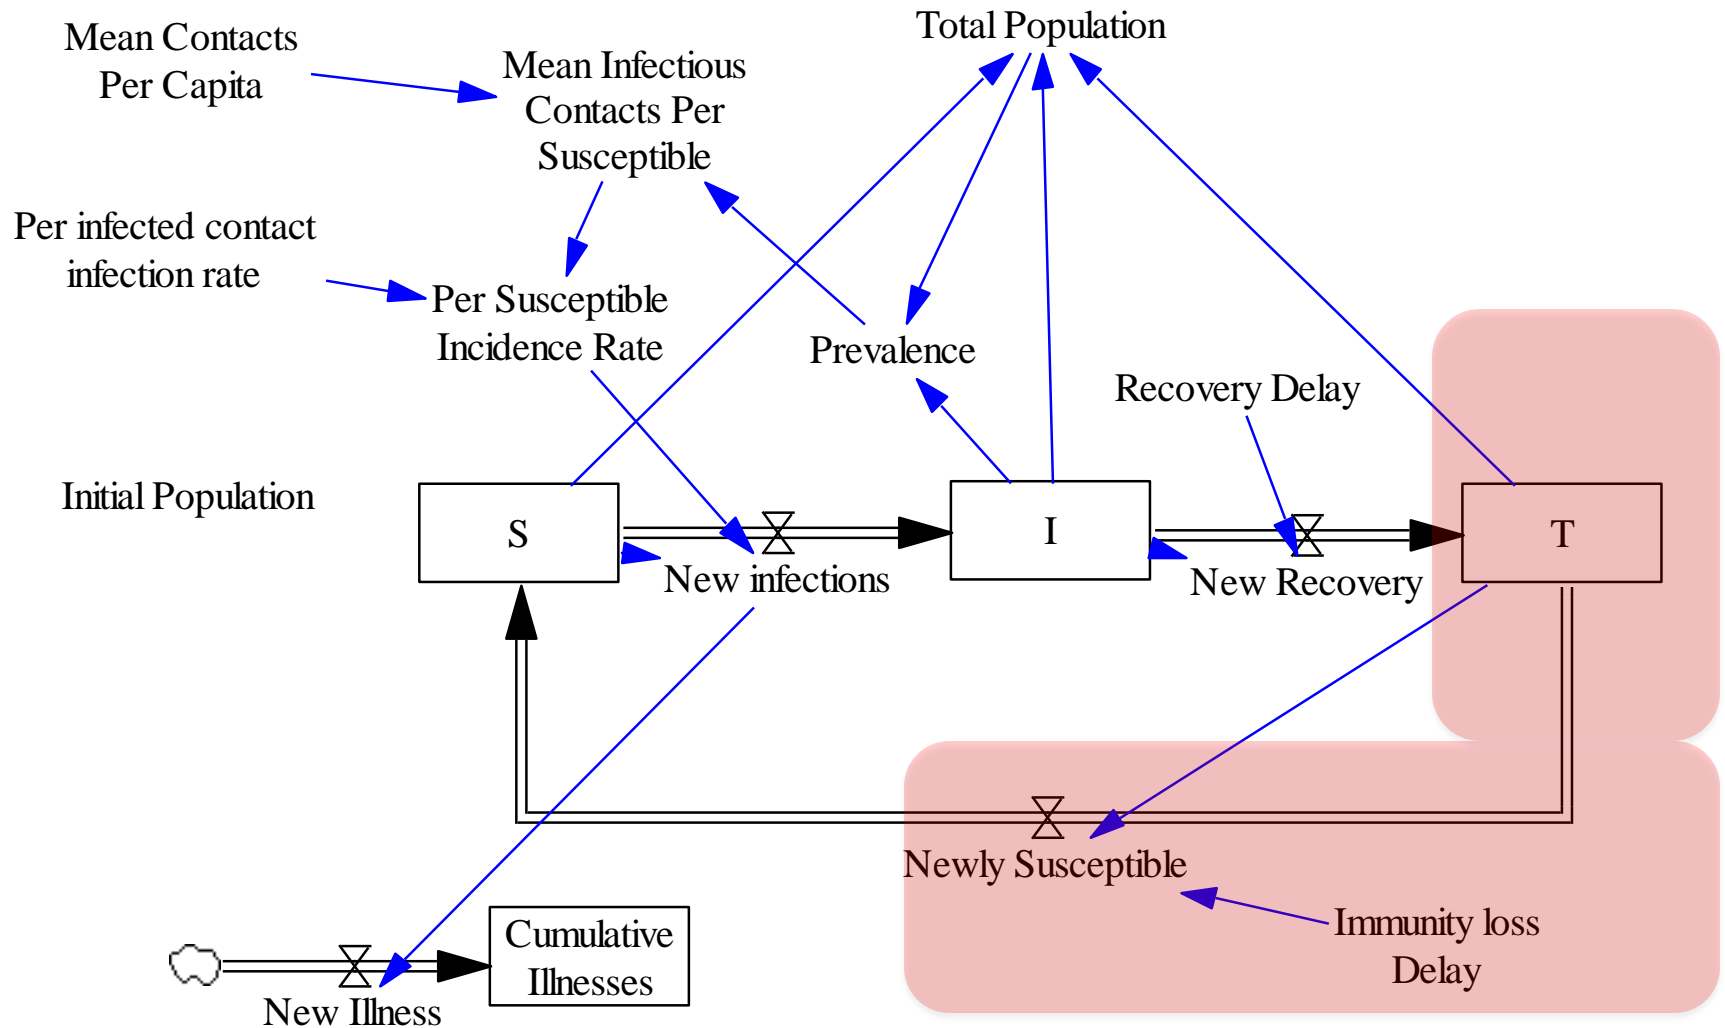 Total Population
Mean Contacts
Per Capita
Mean Infectious
Contacts Per
Susceptible
Per infected contact
infection rate
Per Susceptible
Incidence Rate
Prevalence
Recovery Delay
Initial Population
S
I
T
New infections
New Recovery
Newly Susceptible
Immunity loss
Delay
Cumulative
Illnesses
New Illness